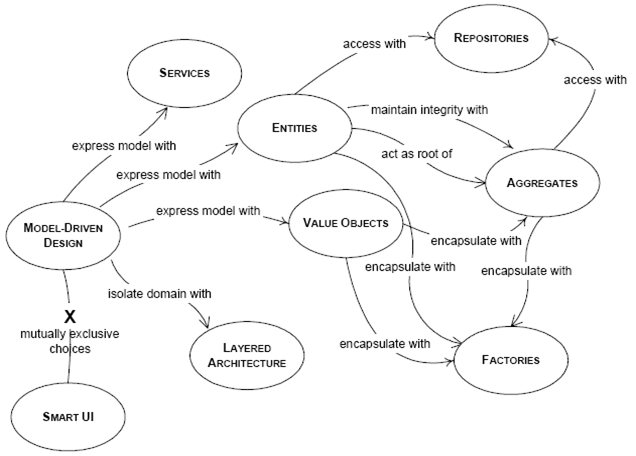 REPOSITORIES
access with
SERVICES
access with
maintain integrity with
ENTITIES
express model with
act as root of
express model with
AGGREGATES
express model with
VALUE OBJECTS
MODEL-DRIVEN
DESIGN
encapsulate with
encapsulate with
encapsulate with
isolate domain with
X
mutually exclusive
choices
encapsulate with
LAYERED
ARCHITECTURE
FACTORIES
SMART UI